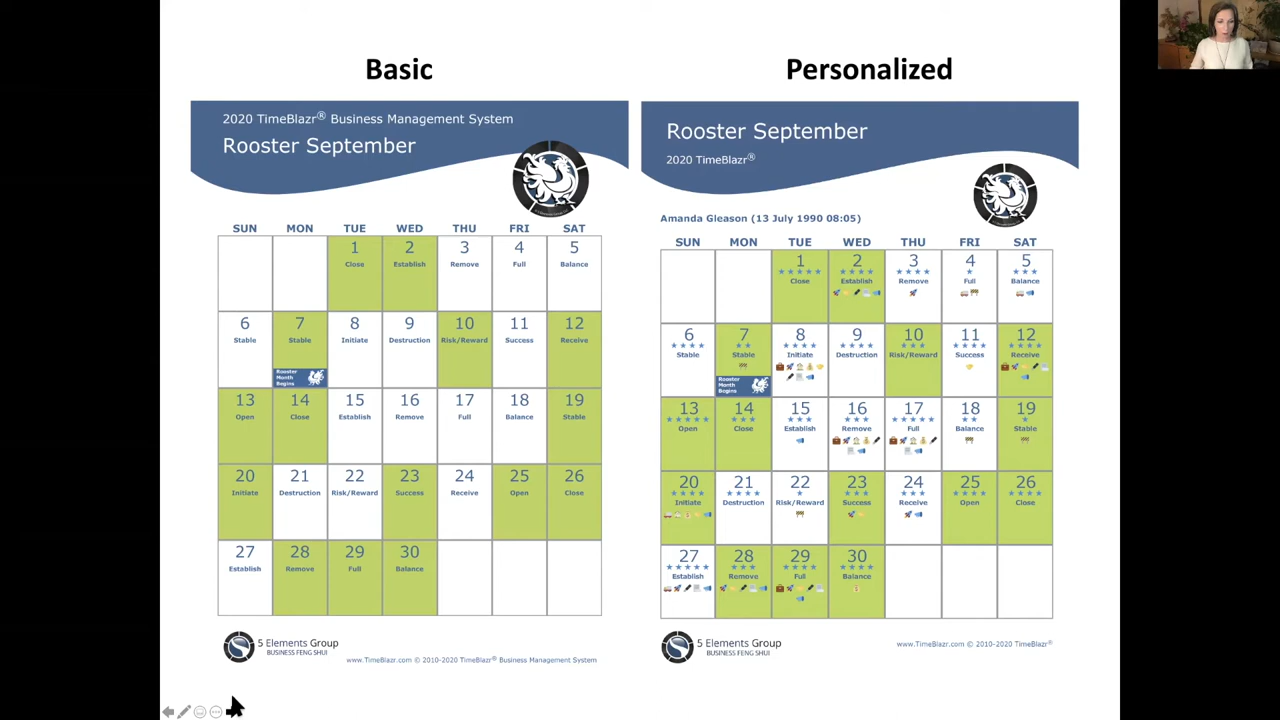 Basic
2020 TimeBlazr® Business Management System
Rooster September
SUN MON TUE WED THU FRI SAT
1 2 3 4 5
Close Establish Remove Full Balance
6 7 8 9 10 11 12
Stable Stable Initiate Destruction Risk/Reward Success Receive
Rooster
Month
Begins
13 14 15 16 17 18 19
Open Close Establish Remove Full Balance Stable
20 21 22 23 24 25 26
Initiate Destruction Risk/Reward Success Receive Open Close
27 28 29 30
Establish Remove Full Balance
5 Elements Group
BUSINESS FENG SHUI
www.TimeBlazr.com © 2010-2020 TimeBlazr® Business Management System
Personalized
Rooster September
2020 TimeBlazr®
Amanda Gleason (13 July 1990 08:05)
SUN MON TUE WED THU FRI SAT
1 2 3 4 5
Close Establish Remove Full Balance
6 7 8 9 10 11 12
Stable Stable Initiate Destruction Risk/Reward Success Receive
Rooster
Month
Begins
13 14 15 16 17 18 19
Open Close Establish Remove Full Balance Stable
20 21 22 23 24 25 26
Initiate Destruction Risk/Reward Success Receive Open Close
27 28 29 30
Establish Remove Full Balance
5 Elements Group
BUSINESS FENG SHUI
www.TimeBlazr.com © 2010-2020 TimeBlazr®